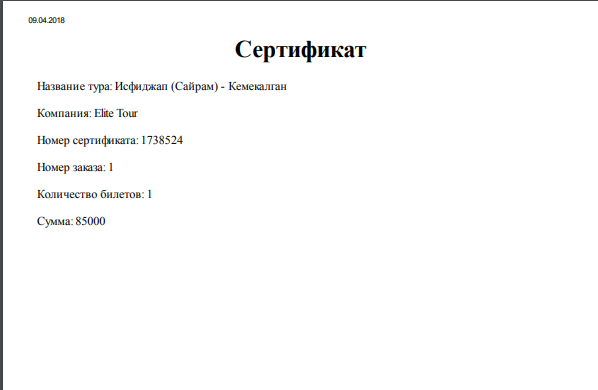 09.04.2018
Сертификат
Название тура: Исфиджап (Сайрам) - Кемекалган
Компания: Elite Tour
Номер сертификата: 1738524
Номер заказа: 1
Количество билетов: 1
Сумма: 85000